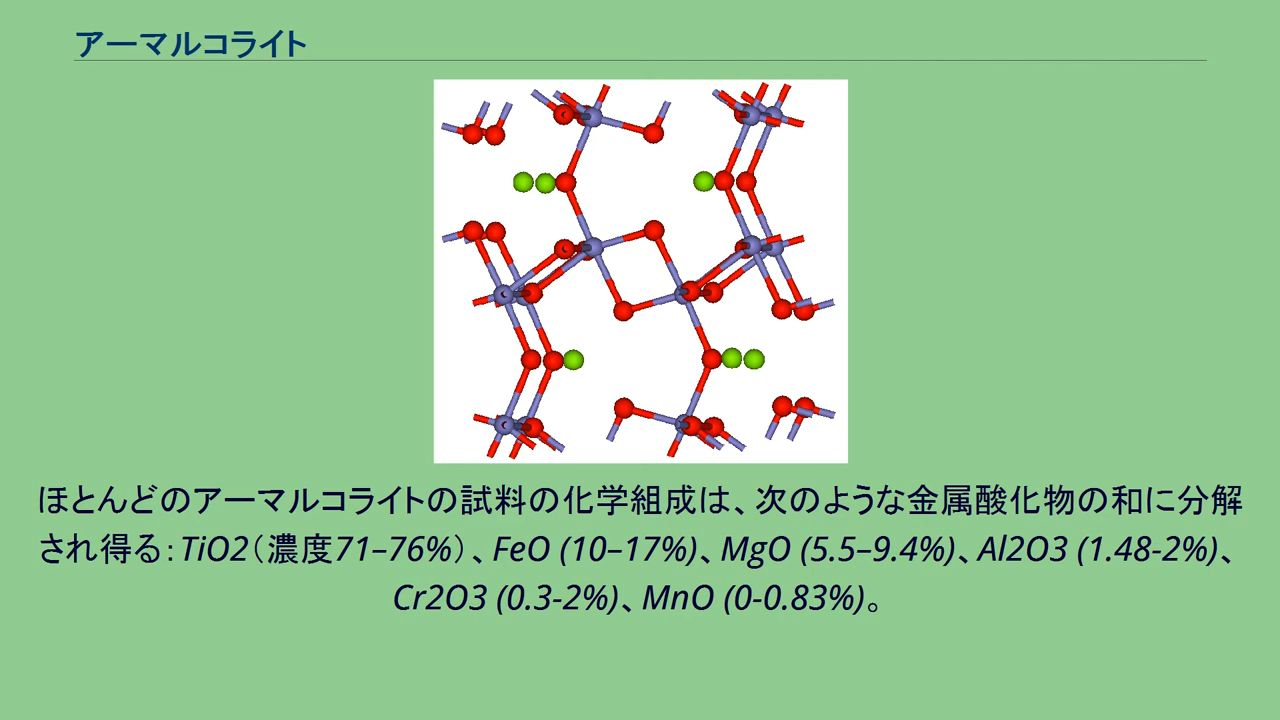 アーマルコライト
ほとんどのアーマルコライトの試料の化学組成は、次のような金属酸化物の和に分解
され得る：TiO2（濃度71–76%）、FeO (10–17%)、MgO (5.5–9.4%)、Al2O3 (1.48-2%)、
Cr2O3 (0.3-2%)、MnO (0-0.83%)。